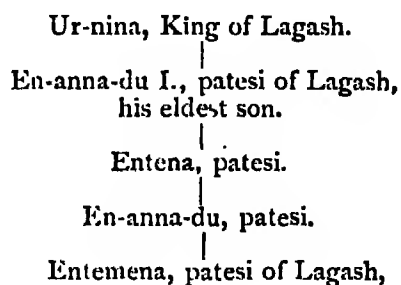 Ur-nina, King of Lagash.
En-anna-du I., patesi of Lagash,
his eldest son.
Entena, patesi.
En-anna-du, patesi.
Entemena, patesi of Lagash,